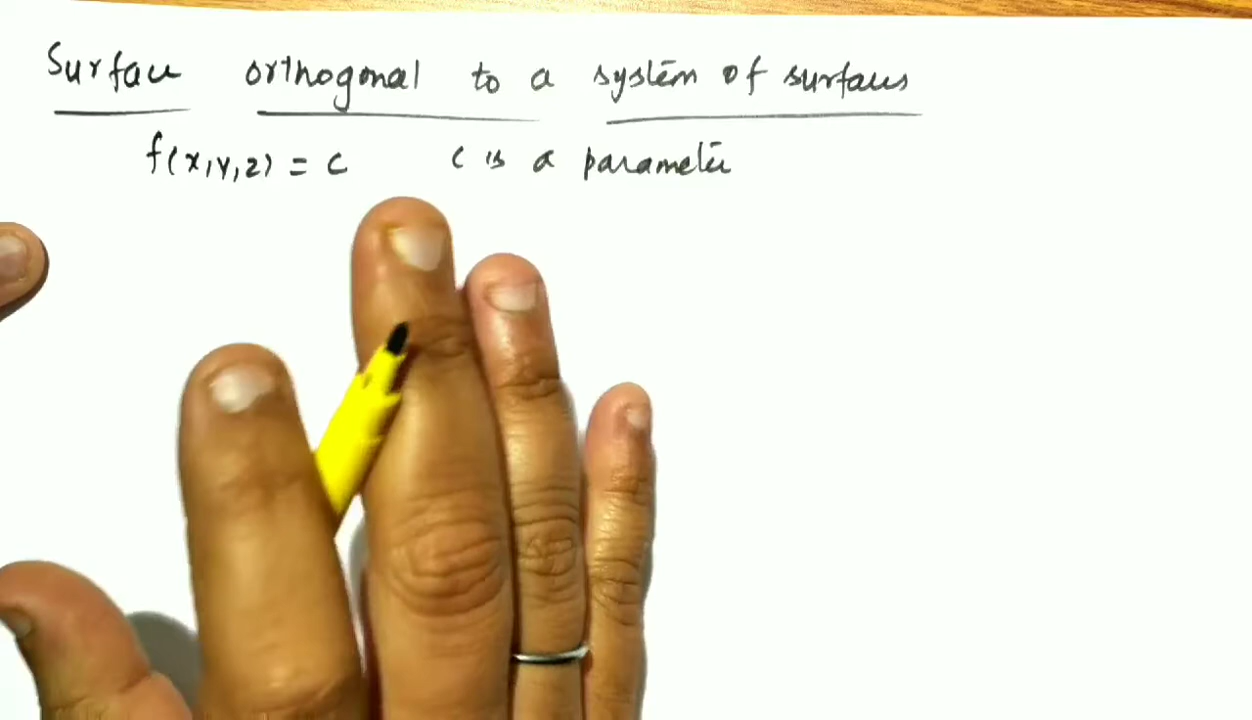 Surface orthogonal to a system of surfaces
f(x,y,z) = c c is a parameter